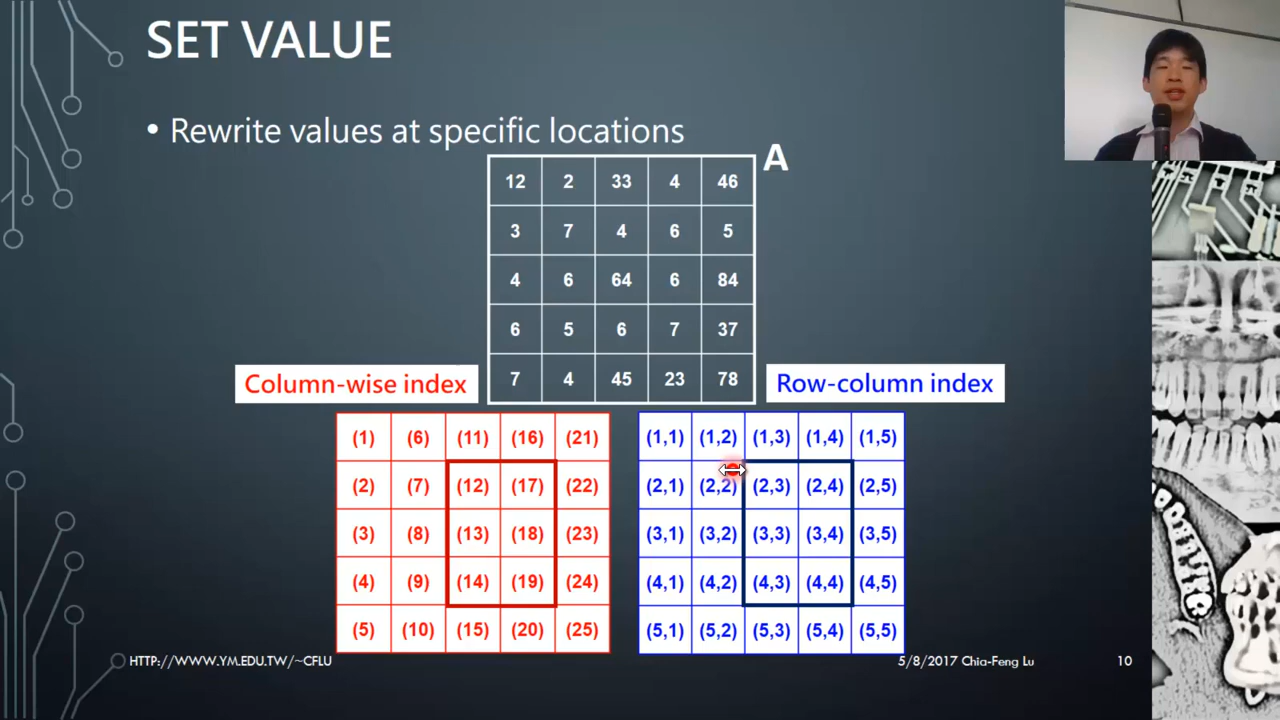 SET VALUE
• Rewrite values at specific locations
A
12 2 33 4 46
3 7 4 6 5
4 6 64 6 84
6 5 6 7 37
7 4 45 23 78
Column-wise index
Row-column index
(1) (6) (11) (16) (21)
(2) (7) (12) (17) (22)
(3) (8) (13) (18) (23)
(4) (9) (14) (19) (24)
(5) (10) (15) (20) (25)
(1,1) (1,2) (1,3) (1,4) (1,5)
(2,1) (2,2) (2,3) (2,4) (2,5)
(3,1) (3,2) (3,3) (3,4) (3,5)
(4,1) (4,2) (4,3) (4,4) (4,5)
(5,1) (5,2) (5,3) (5,4) (5,5)
HTTP://WWW.YM.EDU.TW/~CFLU
5/8/2017 Chia-Feng Lu
10